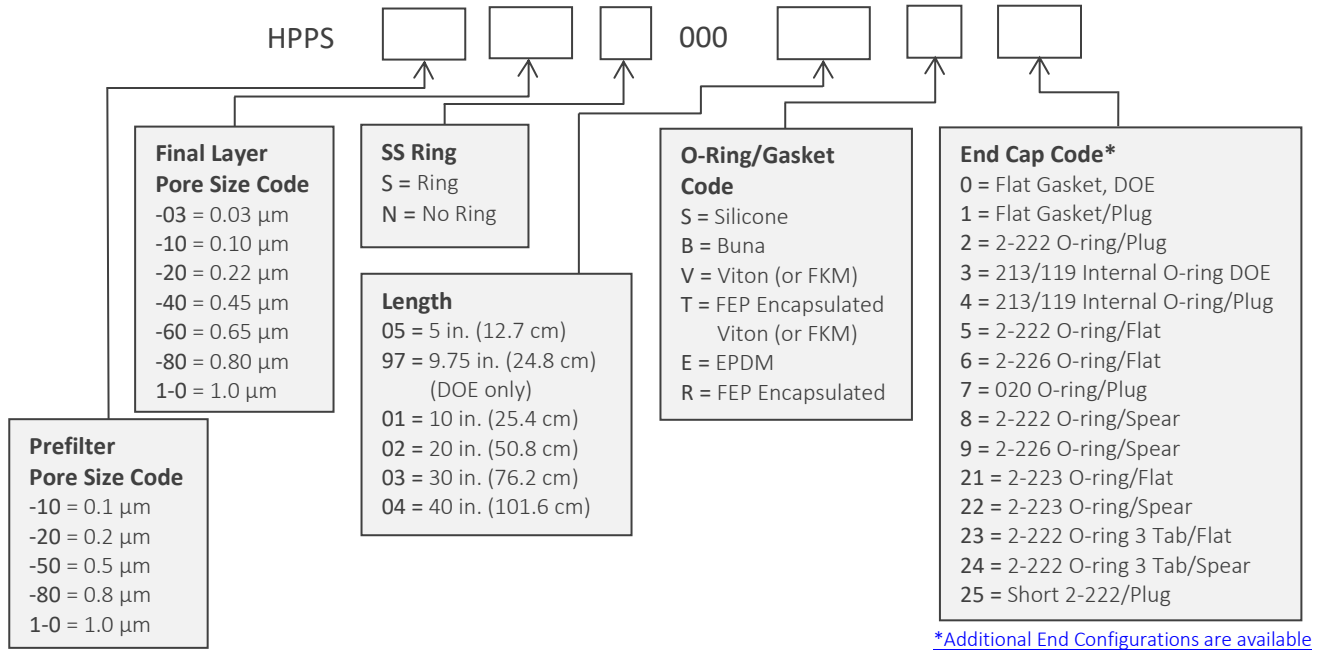 HPPS 000
Final Layer
Pore Size Code
-03 = 0.03 µm
-10 = 0.10 µm
-20 = 0.22 µm
-40 = 0.45 µm
-60 = 0.65 µm
-80 = 0.80 µm
1-0 = 1.0 µm
SS Ring
S = Ring
N = No Ring
O-Ring/Gasket
Code
S = Silicone
B = Buna
V = Viton (or FKM)
T = FEP Encapsulated
Viton (or FKM)
E = EPDM
R = FEP Encapsulated
End Cap Code*
0 = Flat Gasket, DOE
1 = Flat Gasket/Plug
2 = 2-222 O-ring/Plug
3 = 213/119 Internal O-ring DOE
4 = 213/119 Internal O-ring/Plug
5 = 2-222 O-ring/Flat
6 = 2-226 O-ring/Flat
7 = 020 O-ring/Plug
8 = 2-222 O-ring/Spear
9 = 2-226 O-ring/Spear
21 = 2-223 O-ring/Flat
22 = 2-223 O-ring/Spear
23 = 2-222 O-ring 3 Tab/Flat
24 = 2-222 O-ring 3 Tab/Spear
25 = Short 2-222/Plug
Length
05 = 5 in. (12.7 cm)
97 = 9.75 in. (24.8 cm)
(DOE only)
01 = 10 in. (25.4 cm)
02 = 20 in. (50.8 cm)
03 = 30 in. (76.2 cm)
04 = 40 in. (101.6 cm)
Prefilter
Pore Size Code
-10 = 0.1 µm
-20 = 0.2 µm
-50 = 0.5 µm
-80 = 0.8 µm
1-0 = 1.0 µm
*Additional End Configurations are available